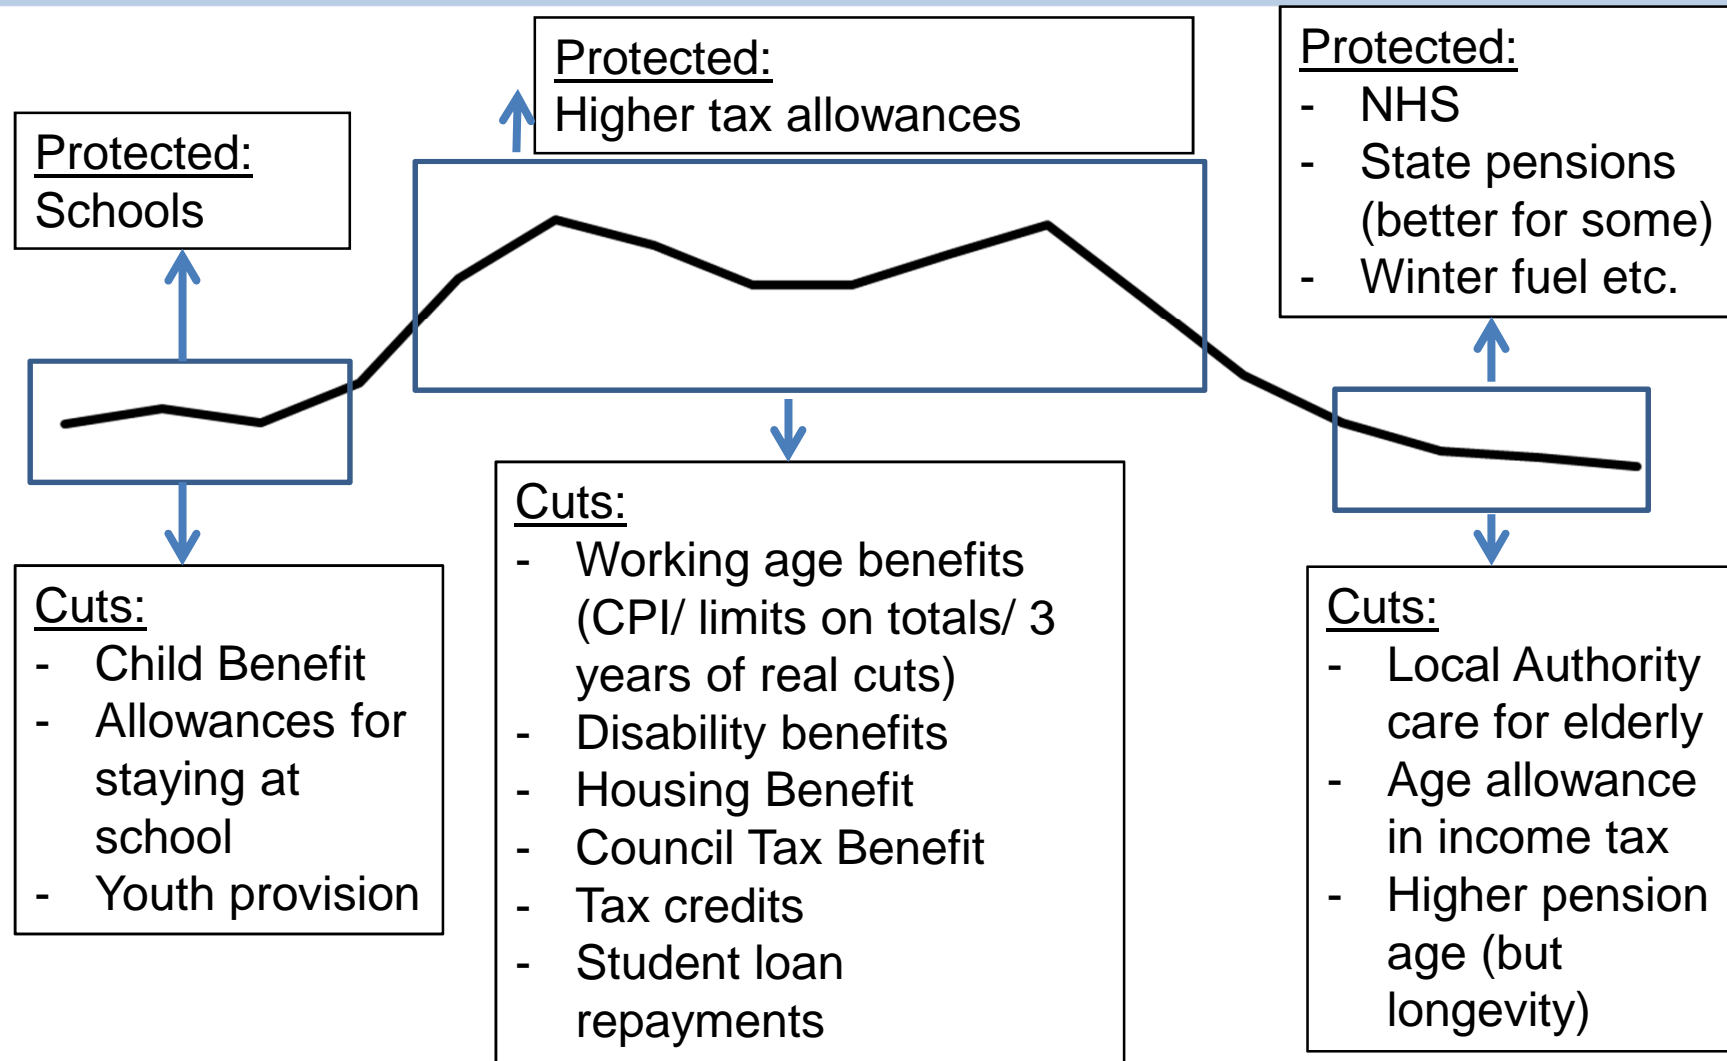 Protected:
Schools
Protected:
Higher tax allowances
Protected:
- NHS
- State pensions
(better for some)
- Winter fuel etc.
Cuts:
- Child Benefit
- Allowances for
staying at
school
- Youth provision
Cuts:
- Working age benefits
(CPI/ limits on totals/ 3
years of real cuts)
- Disability benefits
- Housing Benefit
- Council Tax Benefit
- Tax credits
- Student loan
repayments
Cuts:
- Local Authority
care for elderly
- Age allowance
in income tax
- Higher pension
age (but
longevity)